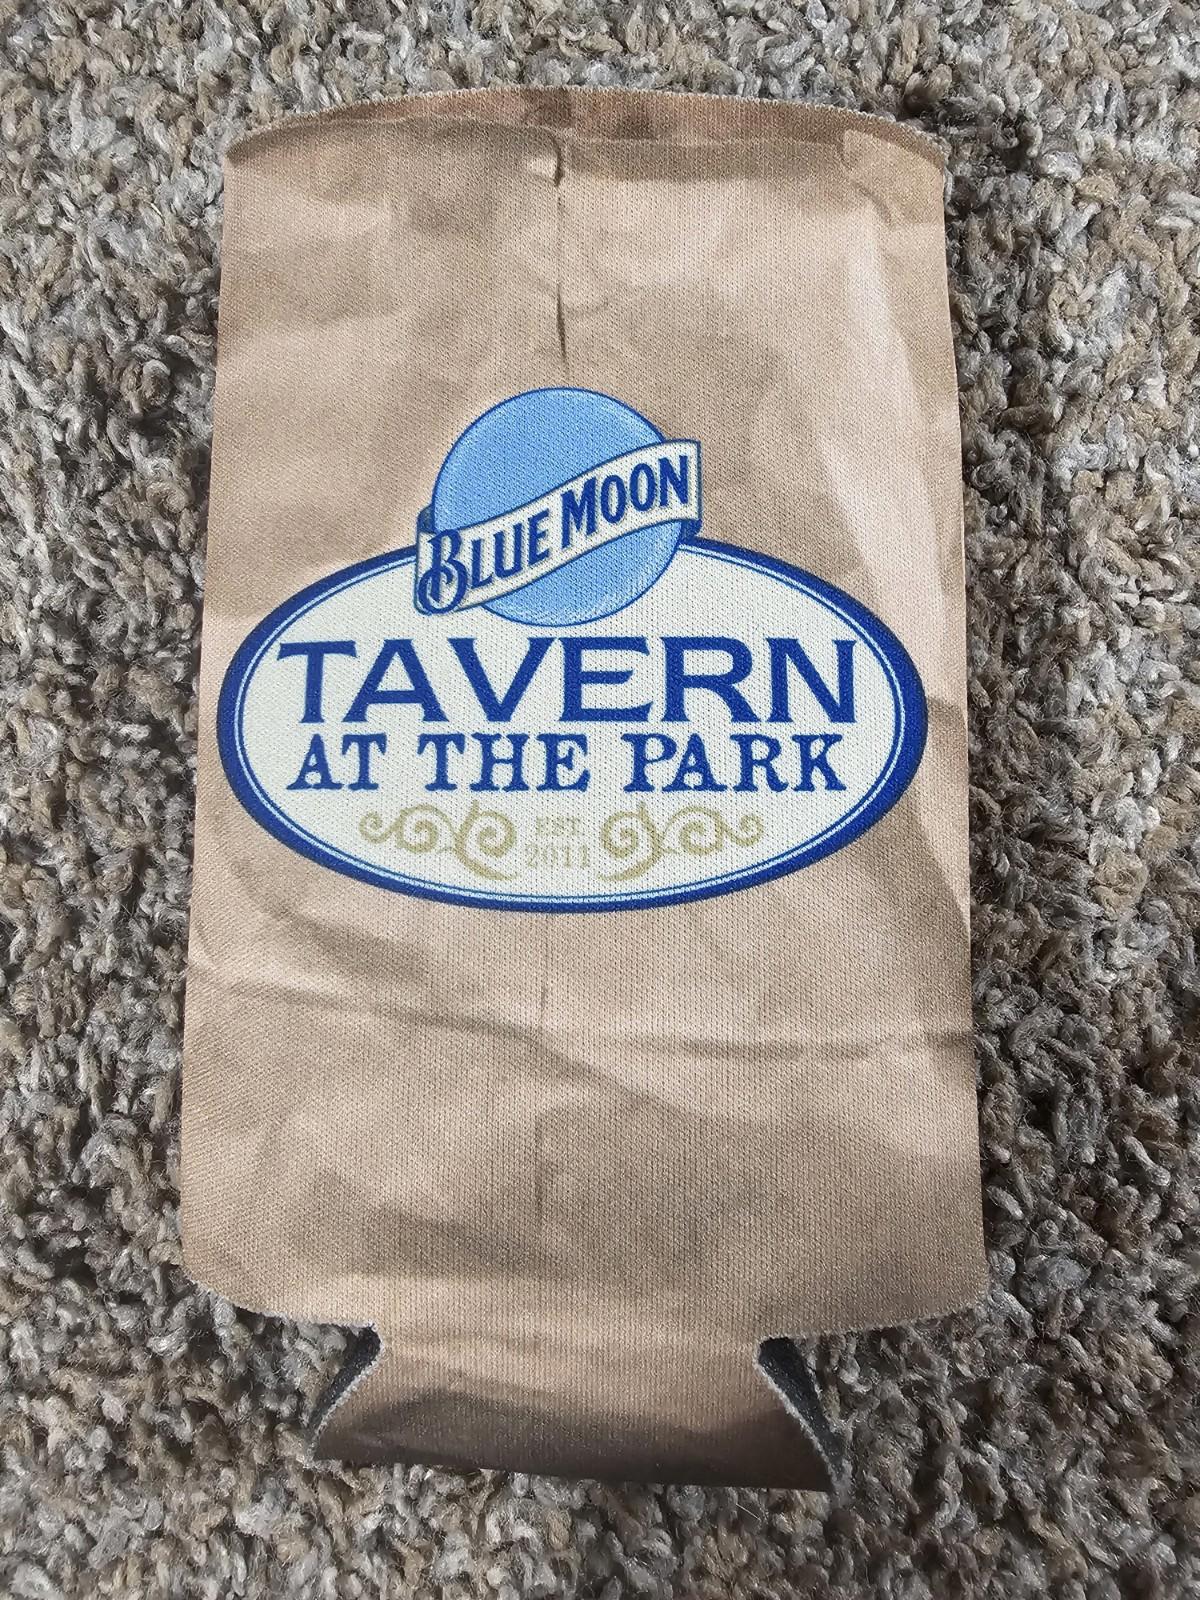 BLUE MOON
TAVERN
AT THE PARK
EST
2011